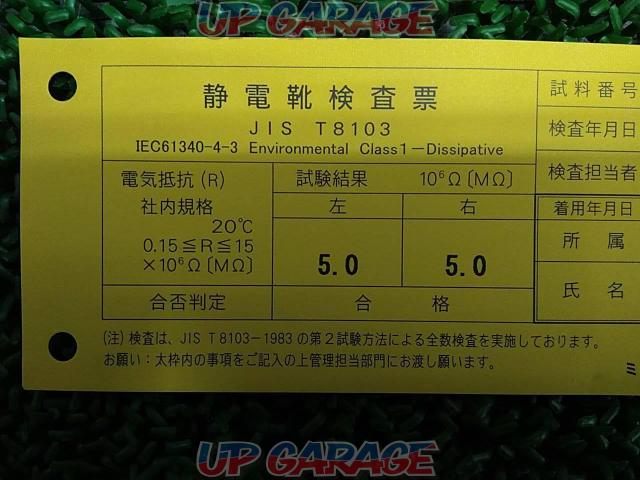 UP GARAGE
静電靴検査票
JIS T8103
IEC61340-4-3 Environmental Class1－Dissipative
電気抵抗(R)
社内規格
20℃
0.15≦R≦15
×10⁶Ω〔MΩ〕
試験結果 10⁶Ω〔MΩ〕
左 右
5.0 5.0
合否判定 合格
試料番号
検査年月日
検査担当者
着用年月日
所属
氏名
(注) 検査は、JIS T 8103－1983の第2試験方法による全数検査を実施しております。
お願い：太枠内の事項をご記入の上管理担当部門にお渡し願います。
UP GARAGE